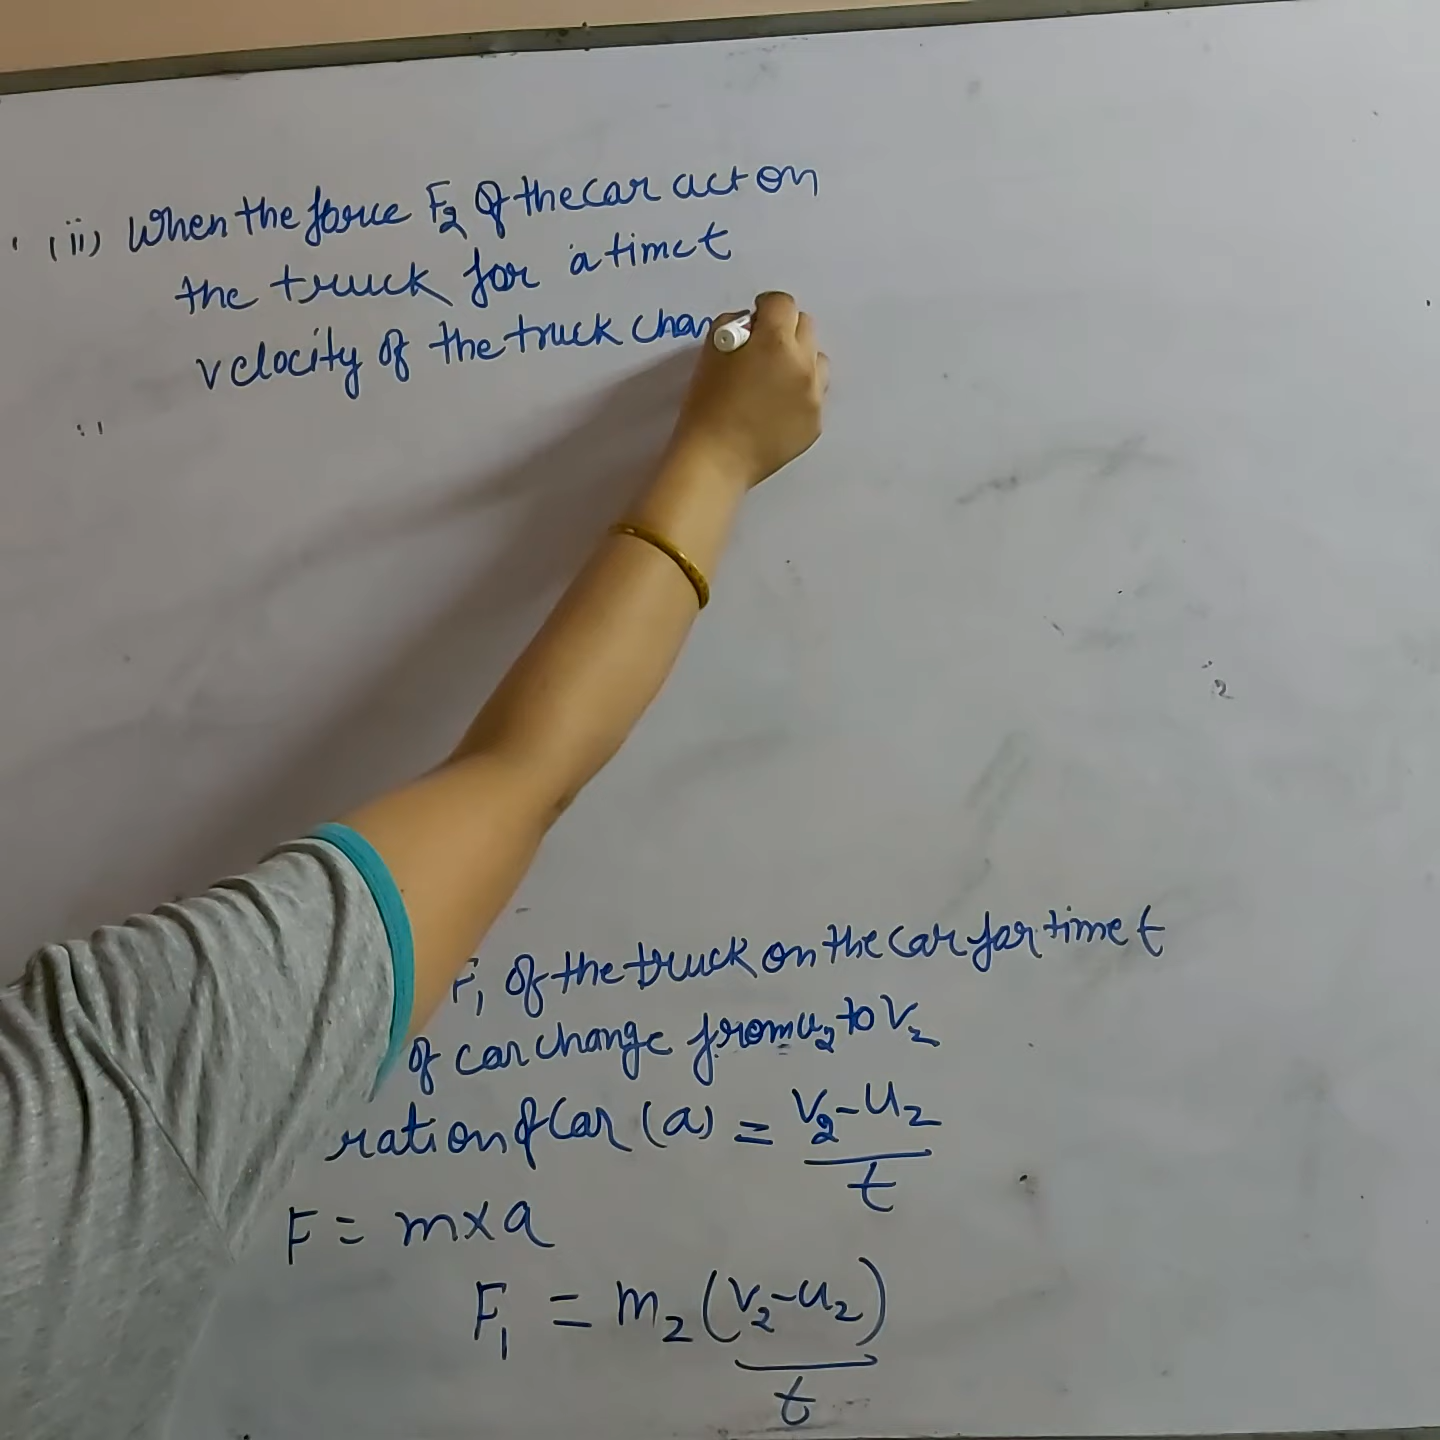 (ii) When the force F₂ of the car act on
the truck for a time t
velocity of the truck chan
F₁ of the truck on the car for time t
of car change from u₂ to V₂
ration of Car (a) = V₂-U₂
t
F = m x a
F₁ = m₂ (V₂-U₂)
t